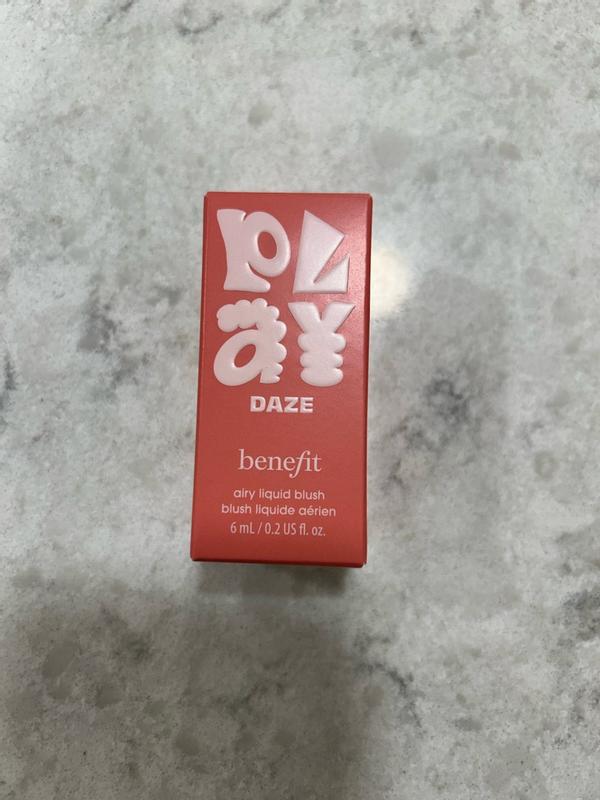 PLAY
DAZE
benefit
airy liquid blush
blush liquide aérien
6 mL / 0.2 US fl. oz.